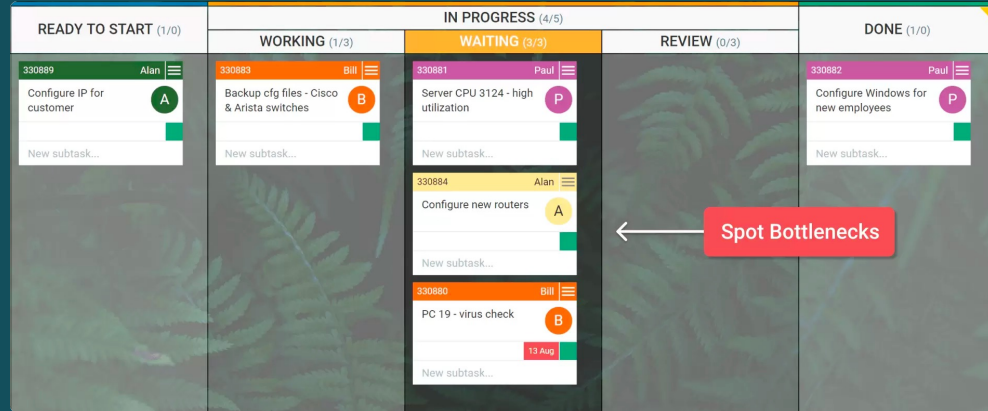 READY TO START (1/0)
IN PROGRESS (4/5)
WORKING (1/3)
WAITING (3/3)
REVIEW (0/3)
DONE (1/0)
330889 Alan
Configure IP for
customer
A
New subtask...
330883 Bill
Backup cfg files - Cisco
& Arista switches
B
New subtask...
330881 Paul
Server CPU 3124 - high
utilization
P
New subtask...
330884 Alan
Configure new routers
A
New subtask...
330880 Bill
PC 19 - virus check
B
13 Aug
New subtask...
Spot Bottlenecks
330882 Paul
Configure Windows for
new employees
P
New subtask...